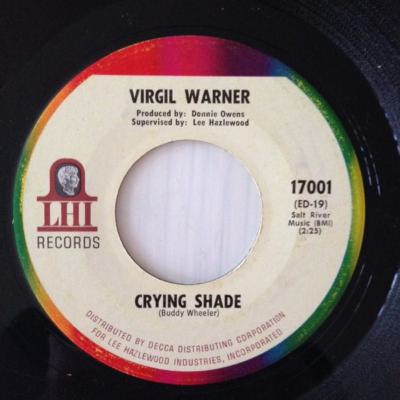 VIRGIL WARNER
Produced by: Donnie Owens
Supervised by: Lee Hazlewood
LHI
RECORDS
17001
(ED-19)
Salt River
Music (BMI)
(2:25)
CRYING SHADE
(Buddy Wheeler)
DISTRIBUTED BY DECCA DISTRIBUTING CORPORATION
FOR LEE HAZLEWOOD INDUSTRIES, INCORPORATED